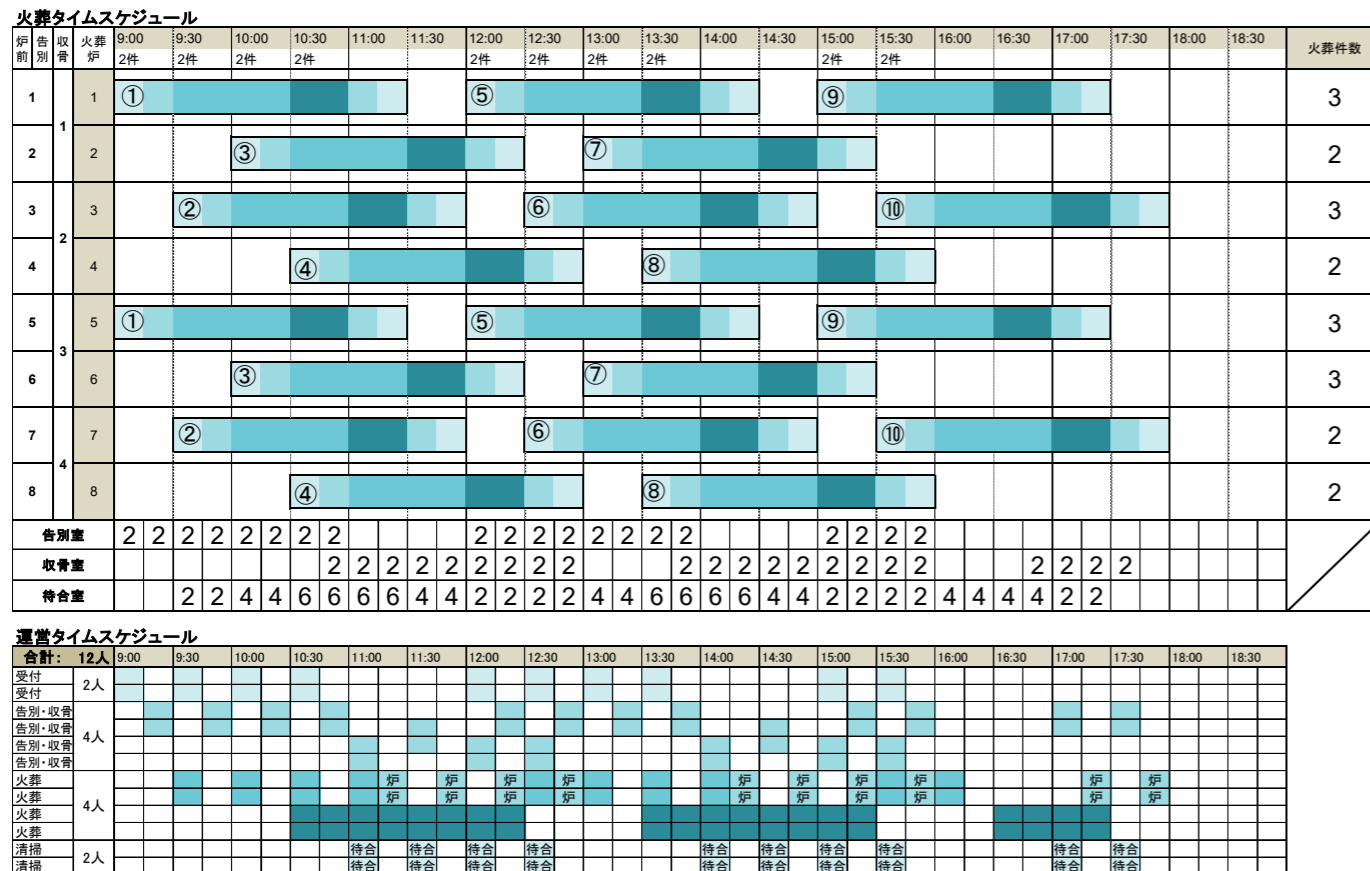 火葬タイムスケジュール
炉前 告別 収骨 火葬炉 9:00 9:30 10:00 10:30 11:00 11:30 12:00 12:30 13:00 13:30 14:00 14:30 15:00 15:30 16:00 16:30 17:00 17:30 18:00 18:30 火葬件数
2件 2件 2件 2件 2件 2件 2件 2件 2件 2件
1 1 ① ⑤ ⑨ 3
1
2 2 ③ ⑦ 2
3 3 ② ⑥ ⑩ 3
2
4 4 ④ ⑧ 2
5 5 ① ⑤ ⑨ 3
3
6 6 ③ ⑦ 3
7 7 ② ⑥ ⑩ 2
4
8 8 ④ ⑧ 2
告別室 2 2 2 2 2 2 2 2 2 2 2 2 2 2 2 2 2 2 2 2
収骨室 2 2 2 2 2 2 2 2 2 2 2 2 2 2 2 2 2 2 2 2 2 2
待合室 2 2 4 4 6 6 6 6 4 4 2 2 2 2 4 4 6 6 6 6 4 4 2 2 2 2 4 4 4 4 2 2
運営タイムスケジュール
合計: 12人 9:00 9:30 10:00 10:30 11:00 11:30 12:00 12:30 13:00 13:30 14:00 14:30 15:00 15:30 16:00 16:30 17:00 17:30 18:00 18:30
受付
2人
受付
告別・収骨
告別・収骨
4人
告別・収骨
告別・収骨
火葬 炉 炉 炉 炉 炉 炉 炉 炉 炉 炉
火葬 炉 炉 炉 炉 炉 炉 炉 炉 炉 炉
4人
火葬
火葬
清掃 待合 待合 待合 待合 待合 待合 待合 待合 待合 待合
2人
清掃 待合 待合 待合 待合 待合 待合 待合 待合 待合 待合